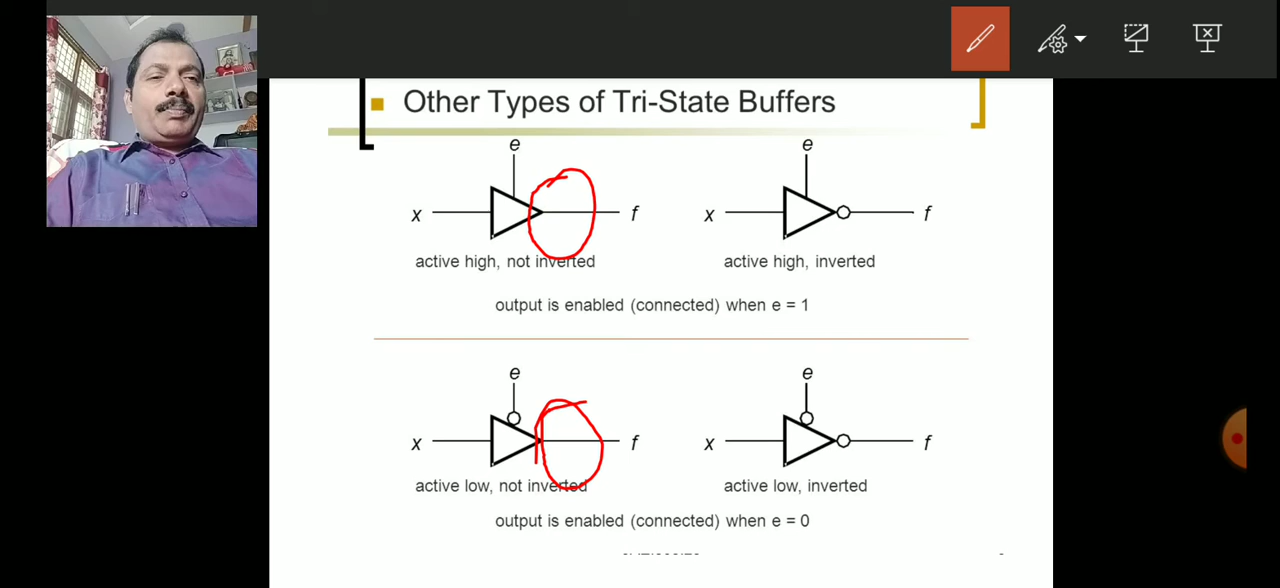 Other Types of Tri-State Buffers
e e
x f x f
active high, not inverted active high, inverted
output is enabled (connected) when e = 1
e e
x f x f
active low, not inverted active low, inverted
output is enabled (connected) when e = 0